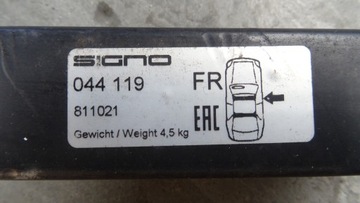 SIGNO
044 119 FR
811021 EAC
Gewicht / Weight 4,5 kg